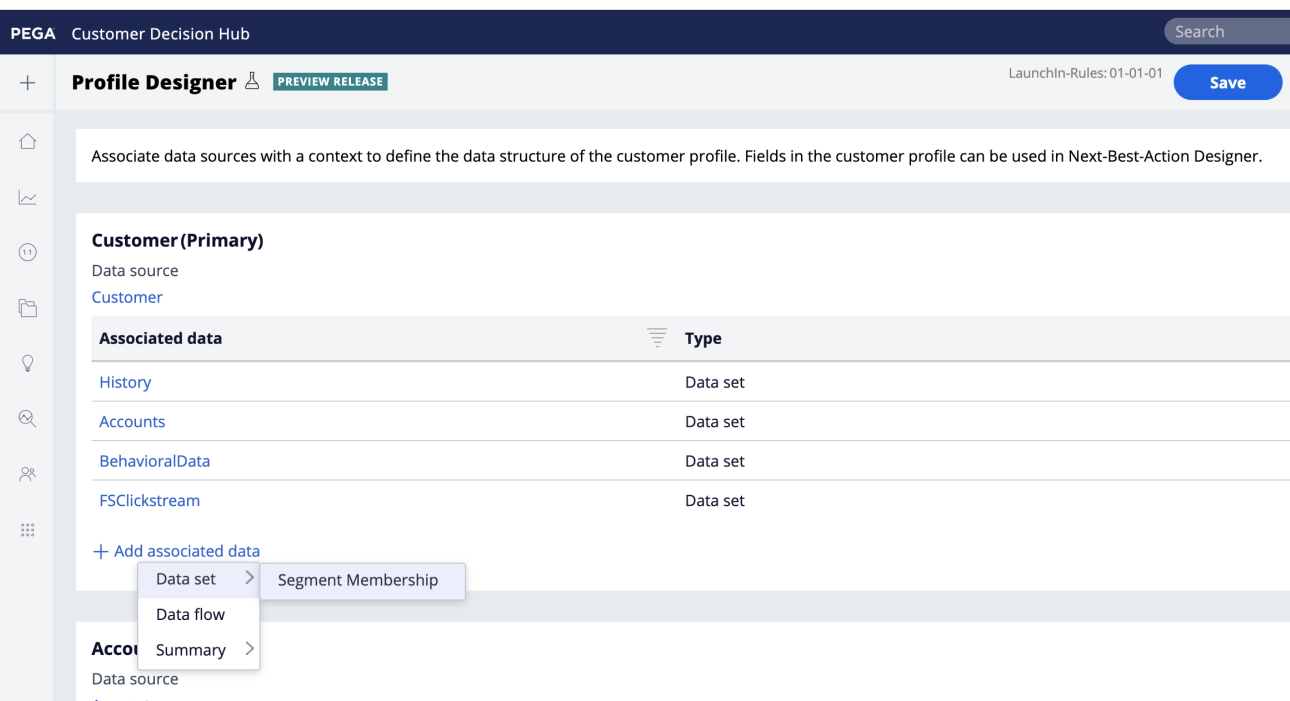 PEGA Customer Decision Hub
Search
Profile Designer PREVIEW RELEASE
LaunchIn-Rules: 01-01-01
Save
Associate data sources with a context to define the data structure of the customer profile. Fields in the customer profile can be used in Next-Best-Action Designer.
Customer (Primary)
Data source
Customer
Associated data Type
History Data set
Accounts Data set
BehavioralData Data set
FSClickstream Data set
+ Add associated data
Data set
Segment Membership
Data flow
Summary
Accou
Data source